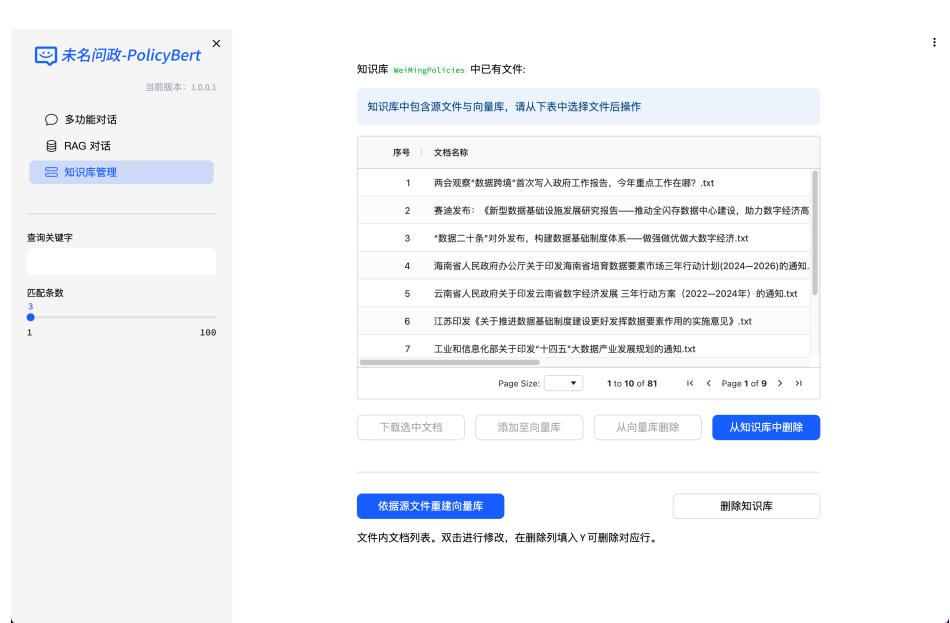 未名问政-PolicyBert
当前版本：1.0.0.1
多功能对话
RAG 对话
知识库管理
查询关键字
匹配条数
3
1 100
知识库 WeiMingPolicies 中已有文件:
知识库中包含源文件与向量库，请从下表中选择文件后操作
序号 文档名称
1 两会观察“数据跨境”首次写入政府工作报告，今年重点工作在哪？.txt
2 赛迪发布：《新型数据基础设施发展研究报告——推动全闪存数据中心建设，助力数字经济高
3 “数据二十条”对外发布，构建数据基础制度体系——做强做优做大数字经济.txt
4 海南省人民政府办公厅关于印发海南省培育数据要素市场三年行动计划(2024—2026)的通知.
5 云南省人民政府关于印发云南省数字经济发展 三年行动方案（2022—2024年）的通知.txt
6 江苏印发《关于推进数据基础制度建设更好发挥数据要素作用的实施意见》.txt
7 工业和信息化部关于印发“十四五”大数据产业发展规划的通知.txt
Page Size: 1 to 10 of 81 Page 1 of 9
下载选中文档 添加至向量库 从向量库删除 从知识库中删除
依据源文件重建向量库 删除知识库
文件内文档列表。双击进行修改，在删除列填入 Y 可删除对应行。